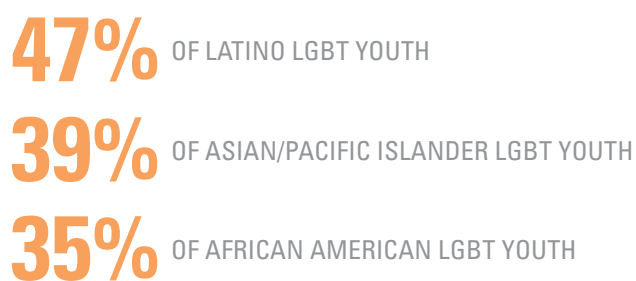 47% OF LATINO LGBT YOUTH
39% OF ASIAN/PACIFIC ISLANDER LGBT YOUTH
35% OF AFRICAN AMERICAN LGBT YOUTH